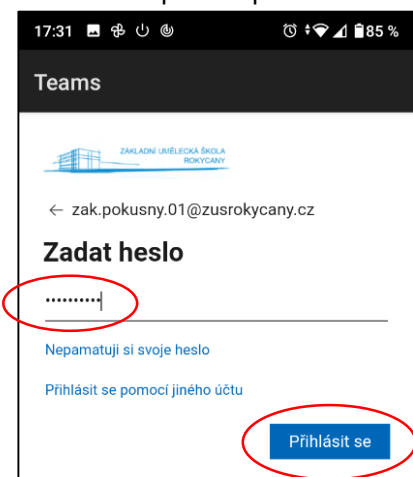 17:31 85 %
Teams
ZÁKLADNÍ UMĚLECKÁ ŠKOLA
ROKYCANY
← zak.pokusny.01@zusrokycany.cz
Zadat heslo
••••••••••
Nepamatuji si svoje heslo
Přihlásit se pomocí jiného účtu
Přihlásit se